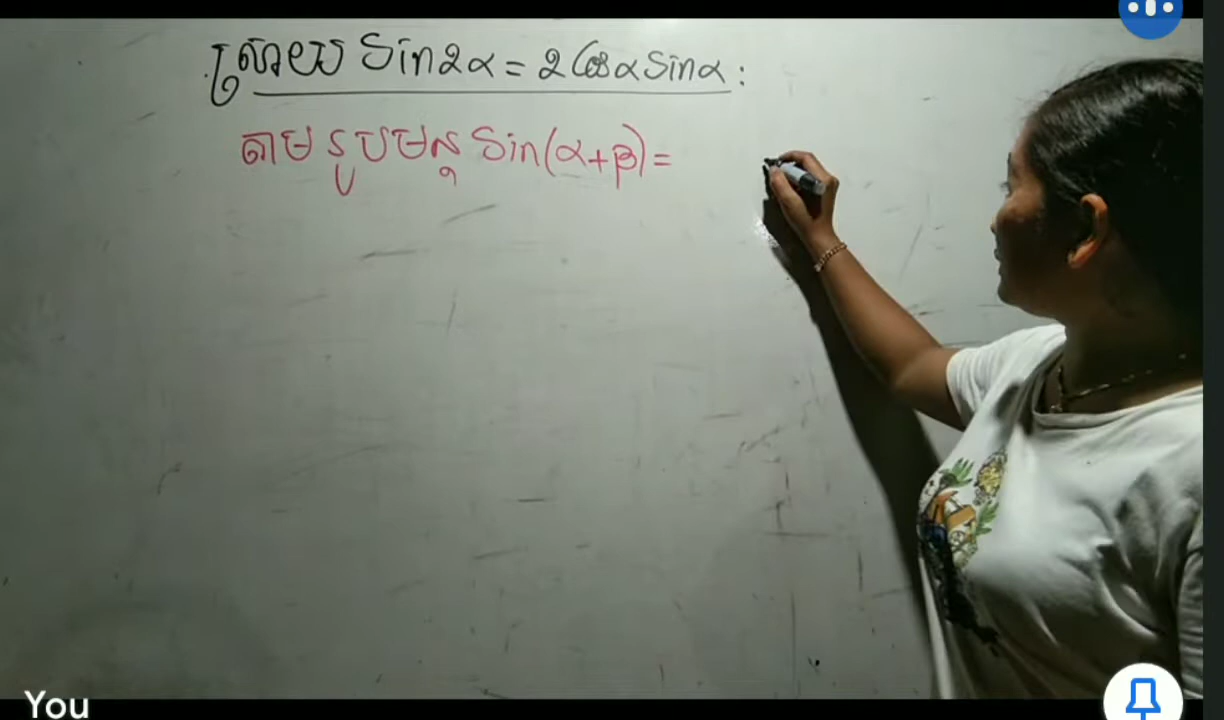 ស្រាយ Sin2α = 2Cosα Sinα :
តាមរូបមន្ត Sin(α+β) =
You